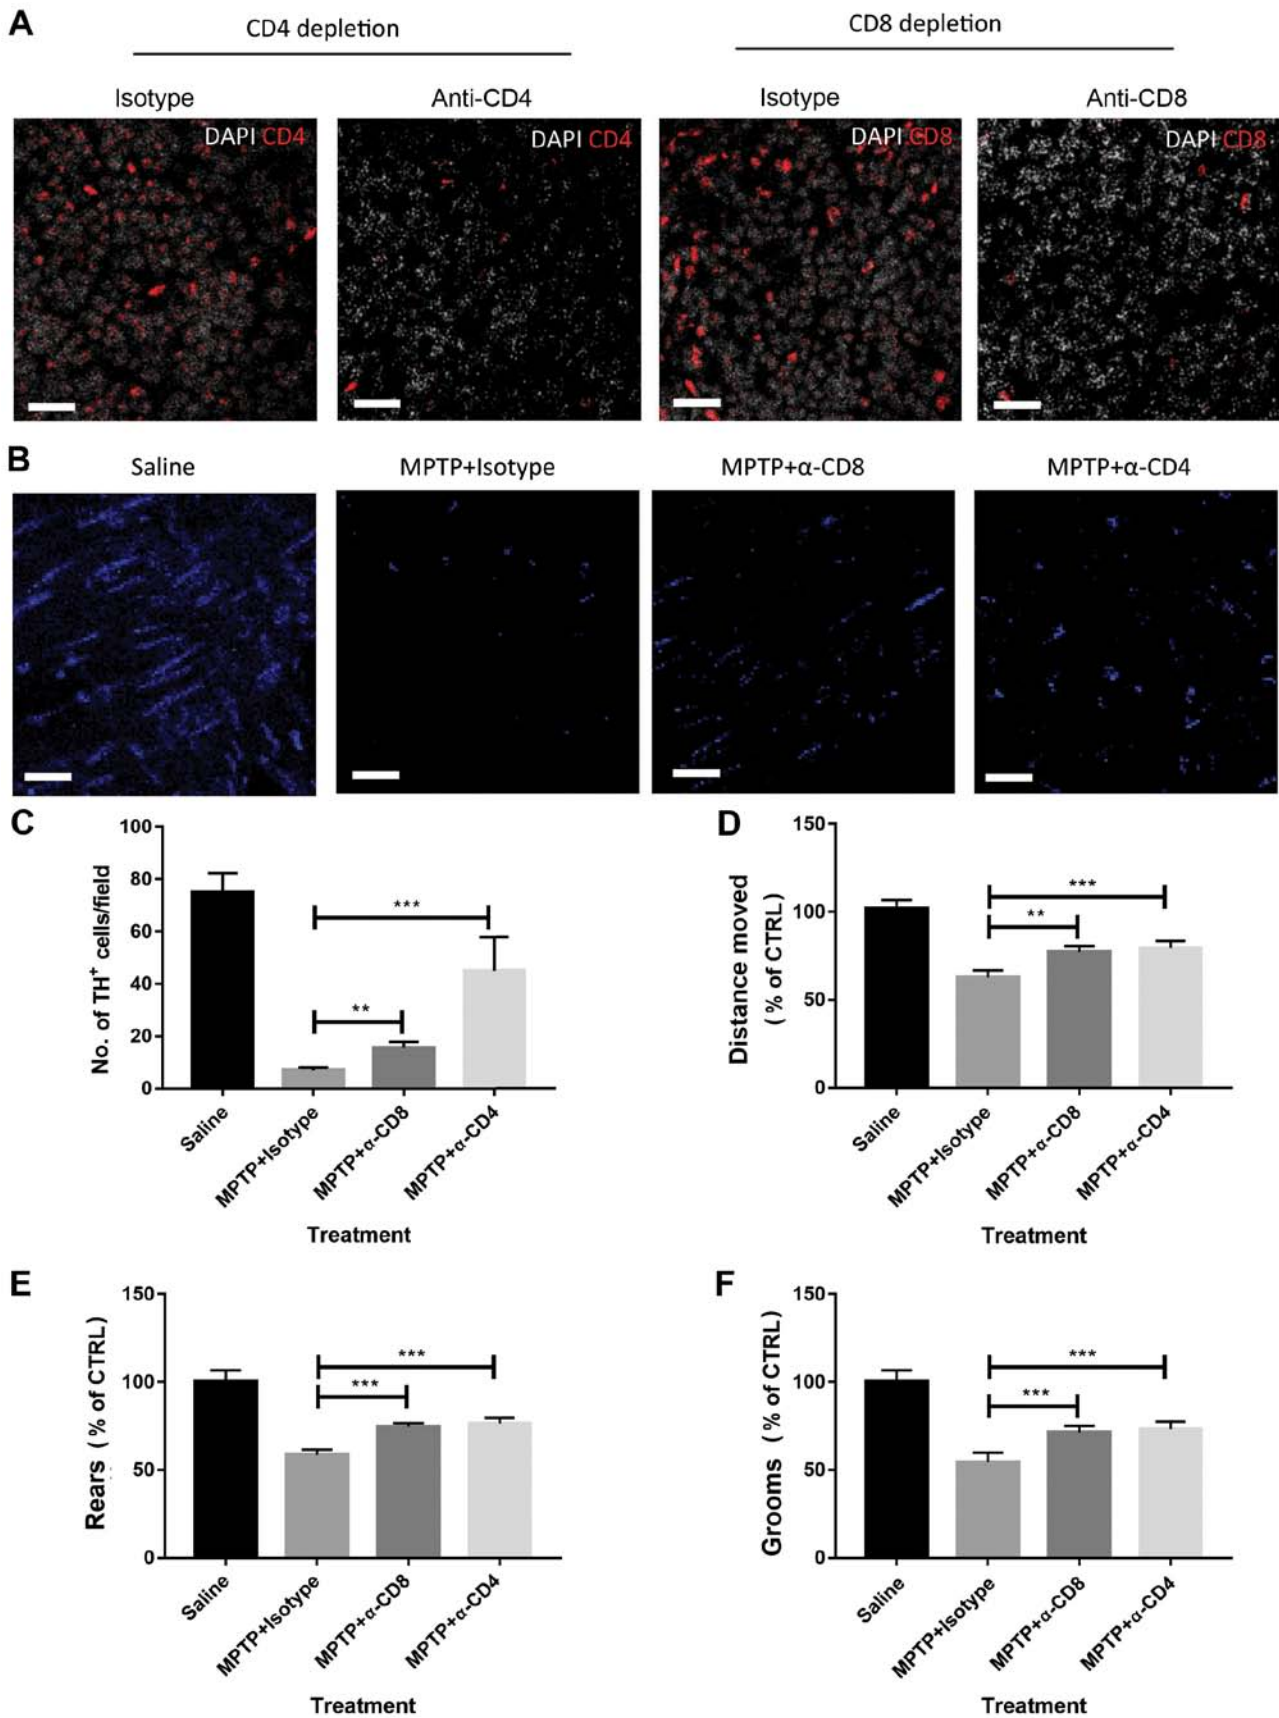 A
CD4 depletion
CD8 depletion
Isotype
Anti-CD4
Isotype
Anti-CD8
DAPI CD4
DAPI CD4
DAPI CD8
DAPI CD8
B
Saline
MPTP+Isotype
MPTP+α-CD8
MPTP+α-CD4
C
No. of TH+ cells/field
100
80
60
40
20
0
***
**
Saline
MPTP+Isotype
MPTP+α-CD8
MPTP+α-CD4
Treatment
D
Distance moved
( % of CTRL)
150
100
50
0
***
**
Saline
MPTP+Isotype
MPTP+α-CD8
MPTP+α-CD4
Treatment
E
Rears ( % of CTRL)
150
100
50
0
***
***
Saline
MPTP+Isotype
MPTP+α-CD8
MPTP+α-CD4
Treatment
F
Grooms ( % of CTRL)
150
100
50
0
***
***
Saline
MPTP+Isotype
MPTP+α-CD8
MPTP+α-CD4
Treatment